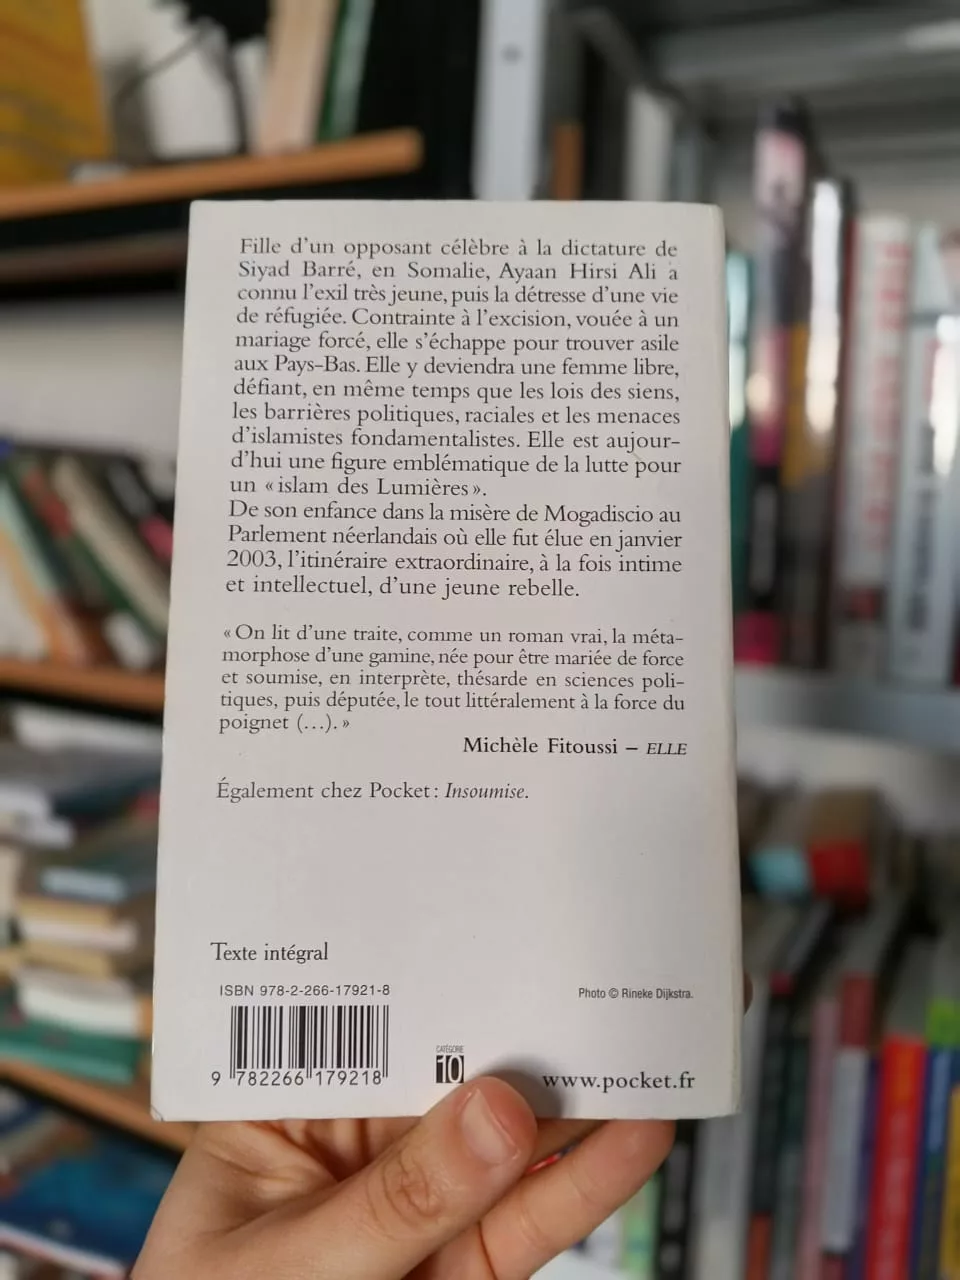 Fille d'un opposant célèbre à la dictature de
Siyad Barré, en Somalie, Ayaan Hirsi Ali a
connu l'exil très jeune, puis la détresse d'une vie
de réfugiée. Contrainte à l'excision, vouée à un
mariage forcé, elle s'échappe pour trouver asile
aux Pays-Bas. Elle y deviendra une femme libre,
défiant, en même temps que les lois des siens,
les barrières politiques, raciales et les menaces
d'islamistes fondamentalistes. Elle est aujour-
d'hui une figure emblématique de la lutte pour
un «islam des Lumières».
De son enfance dans la misère de Mogadiscio au
Parlement néerlandais où elle fut élue en janvier
2003, l'itinéraire extraordinaire, à la fois intime
et intellectuel, d'une jeune rebelle.
«On lit d'une traite, comme un roman vrai, la méta-
morphose d'une gamine, née pour être mariée de force
et soumise, en interprète, thésarde en sciences poli-
tiques, puis députée, le tout littéralement à la force du
poignet (...).»
Michèle Fitoussi – ELLE
Également chez Pocket: Insoumise.
Texte intégral
ISBN 978-2-266-17921-8
Photo © Rineke Dijkstra.
9 782266 179218
CATÉGORIE
10
www.pocket.fr